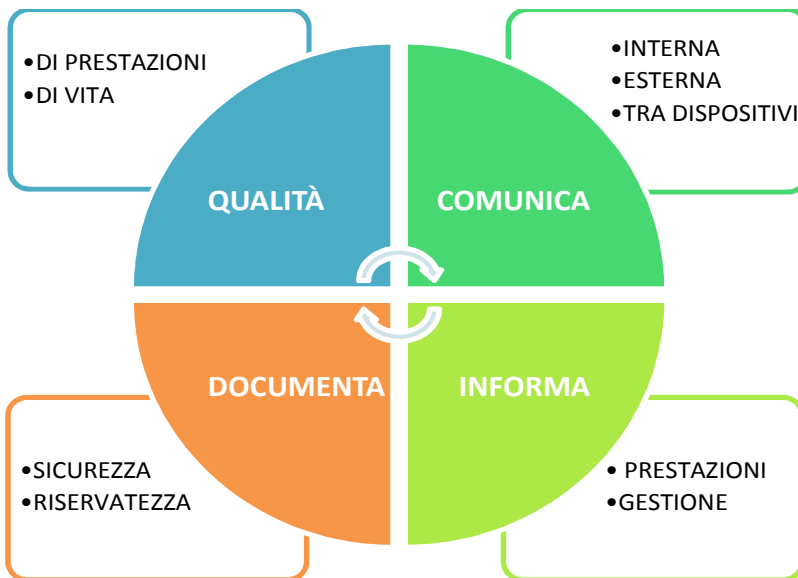 •DI PRESTAZIONI
•DI VITA
•INTERNA
•ESTERNA
•TRA DISPOSITIVI
QUALITÀ
COMUNICA
DOCUMENTA
INFORMA
•SICUREZZA
•RISERVATEZZA
• PRESTAZIONI
•GESTIONE